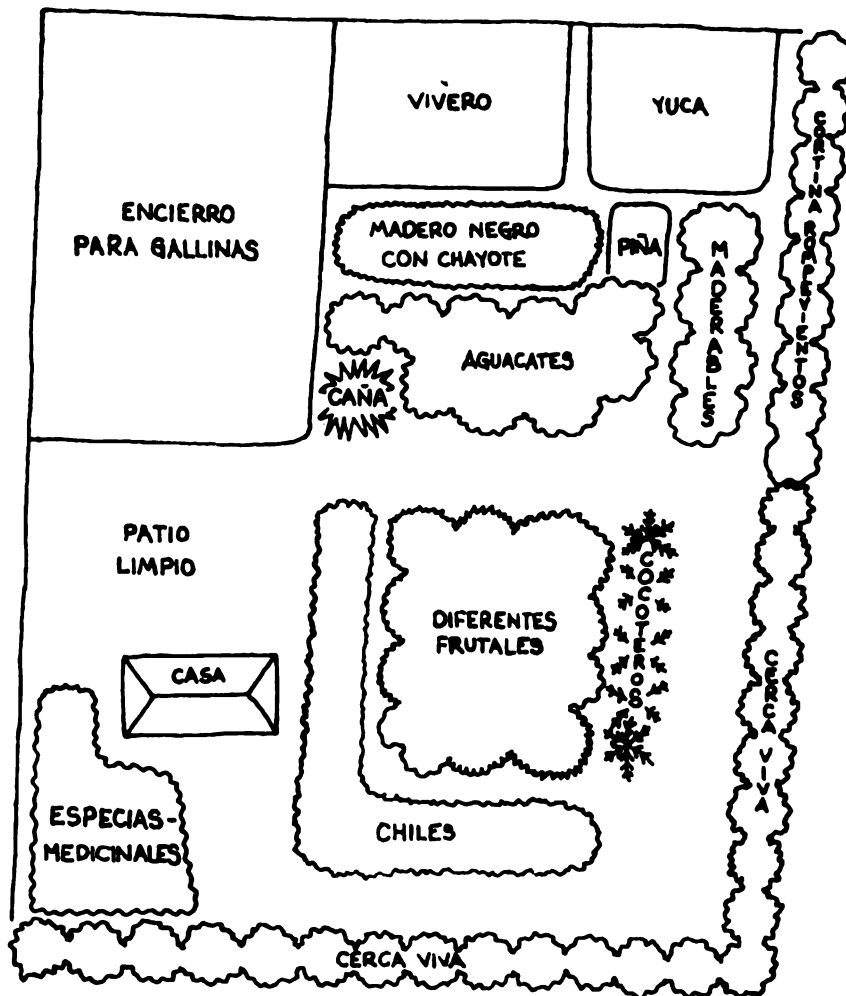 VIVERO
YUCA
ENCIERRO
PARA GALLINAS
MADERO NEGRO
CON CHAYOTE
PIÑA
MADERABLES
CORTINA ROMPEVIENTOS
AGUACATES
CAÑA
PATIO
LIMPIO
DIFERENTES
FRUTALES
COCOTEROS
CASA
CERCA VIVA
ESPECIAS-
MEDICINALES
CHILES
CERCA VIVA